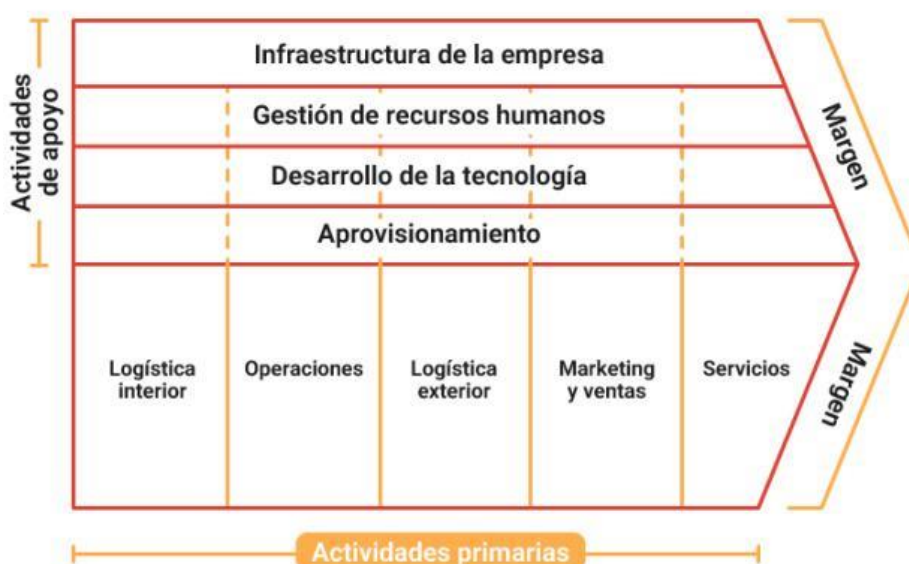 Actividades
de apoyo
Infraestructura de la empresa
Gestión de recursos humanos
Desarrollo de la tecnología
Aprovisionamiento
Margen
Logística
interior
Operaciones
Logística
exterior
Marketing
y ventas
Servicios
Margen
Actividades primarias